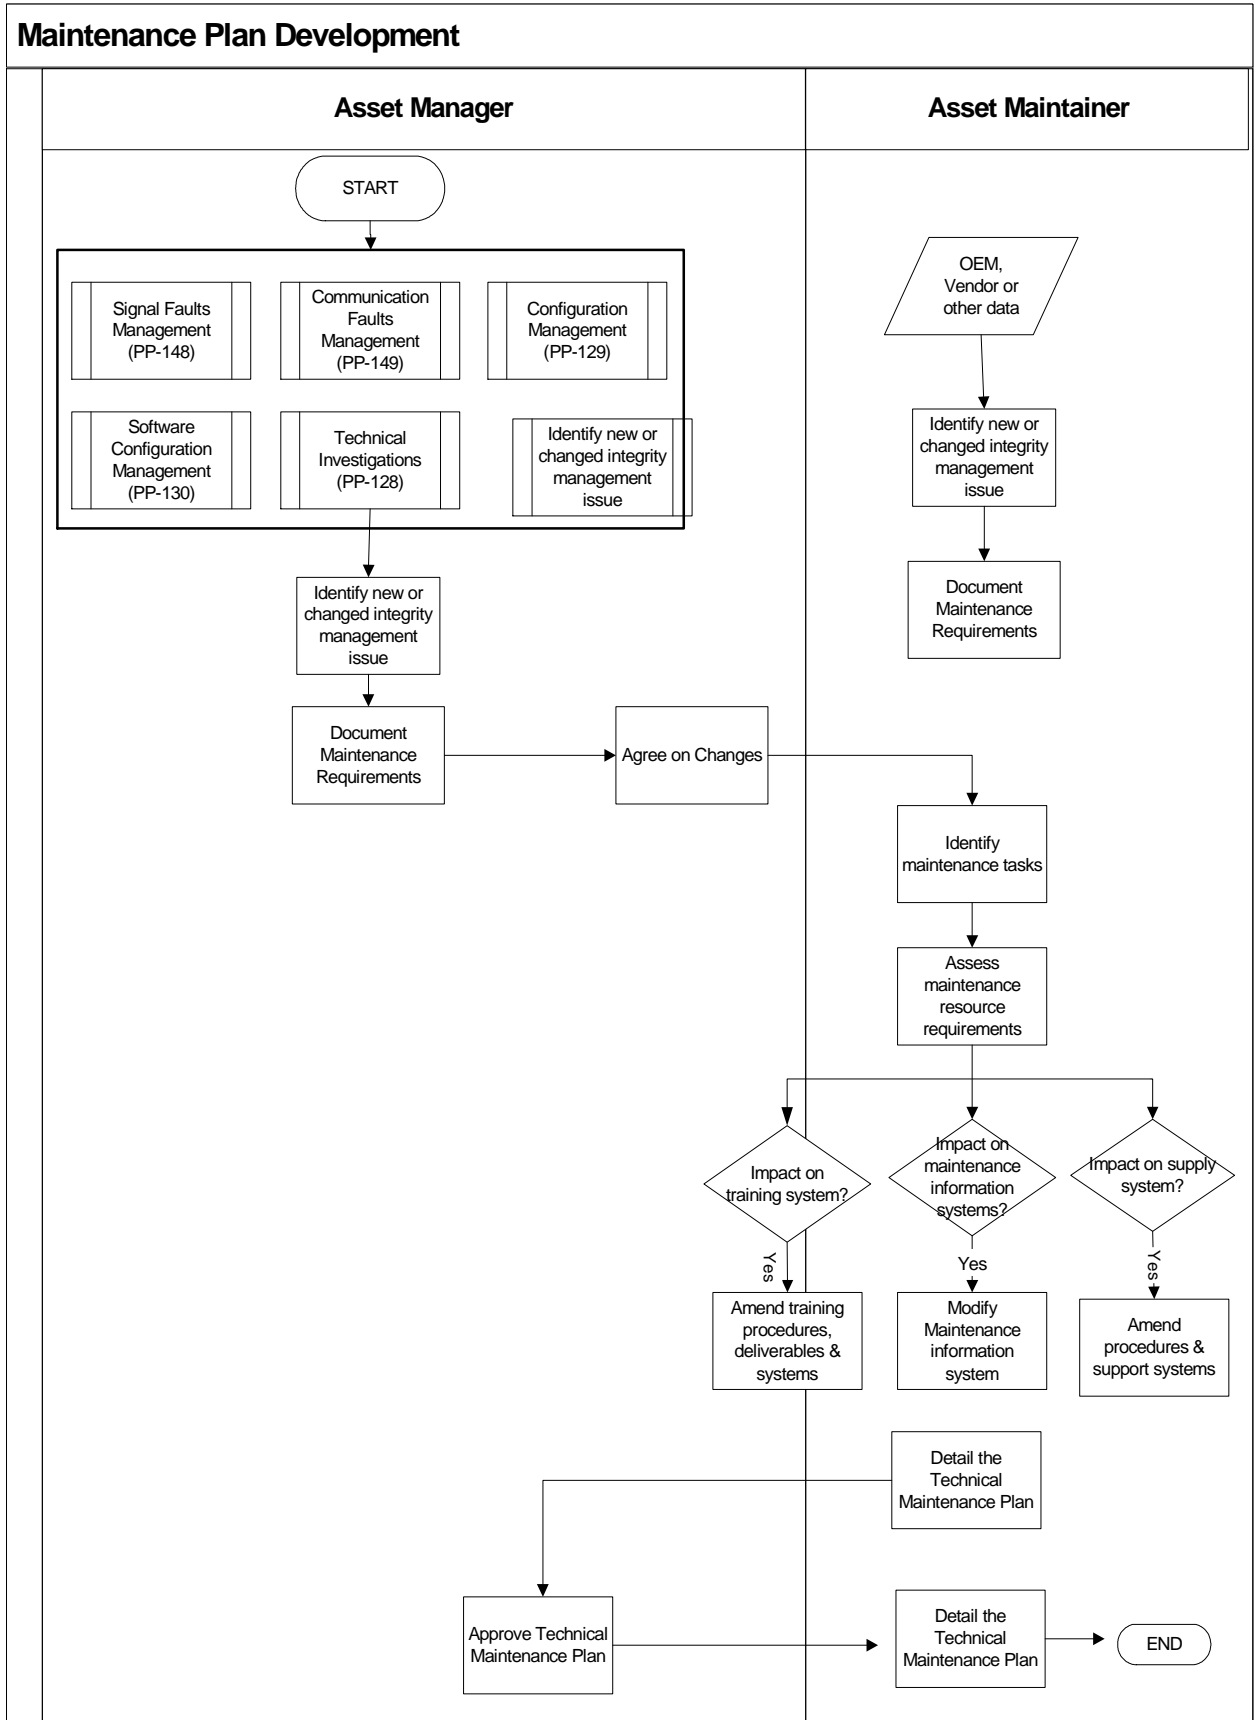 Maintenance Plan Development
Asset Manager
Asset Maintainer
START
OEM,
Vendor or
other data
Signal Faults
Management
(PP-148)
Communication
Faults
Management
(PP-149)
Configuration
Management
(PP-129)
Software
Configuration
Management
(PP-130)
Technical
Investigations
(PP-128)
Identify new or
changed integrity
management
issue
Identify new or
changed integrity
management
issue
Identify new or
changed integrity
management
issue
Document
Maintenance
Requirements
Document
Maintenance
Requirements
Agree on Changes
Identify
maintenance tasks
Assess
maintenance
resource
requirements
Impact on
training system?
Impact on
maintenance
information
systems?
Impact on supply
system?
Yes
Yes
Yes
Amend training
procedures,
deliverables &
systems
Modify
Maintenance
information
system
Amend
procedures &
support systems
Detail the
Technical
Maintenance Plan
Approve Technical
Maintenance Plan
Detail the
Technical
Maintenance Plan
END